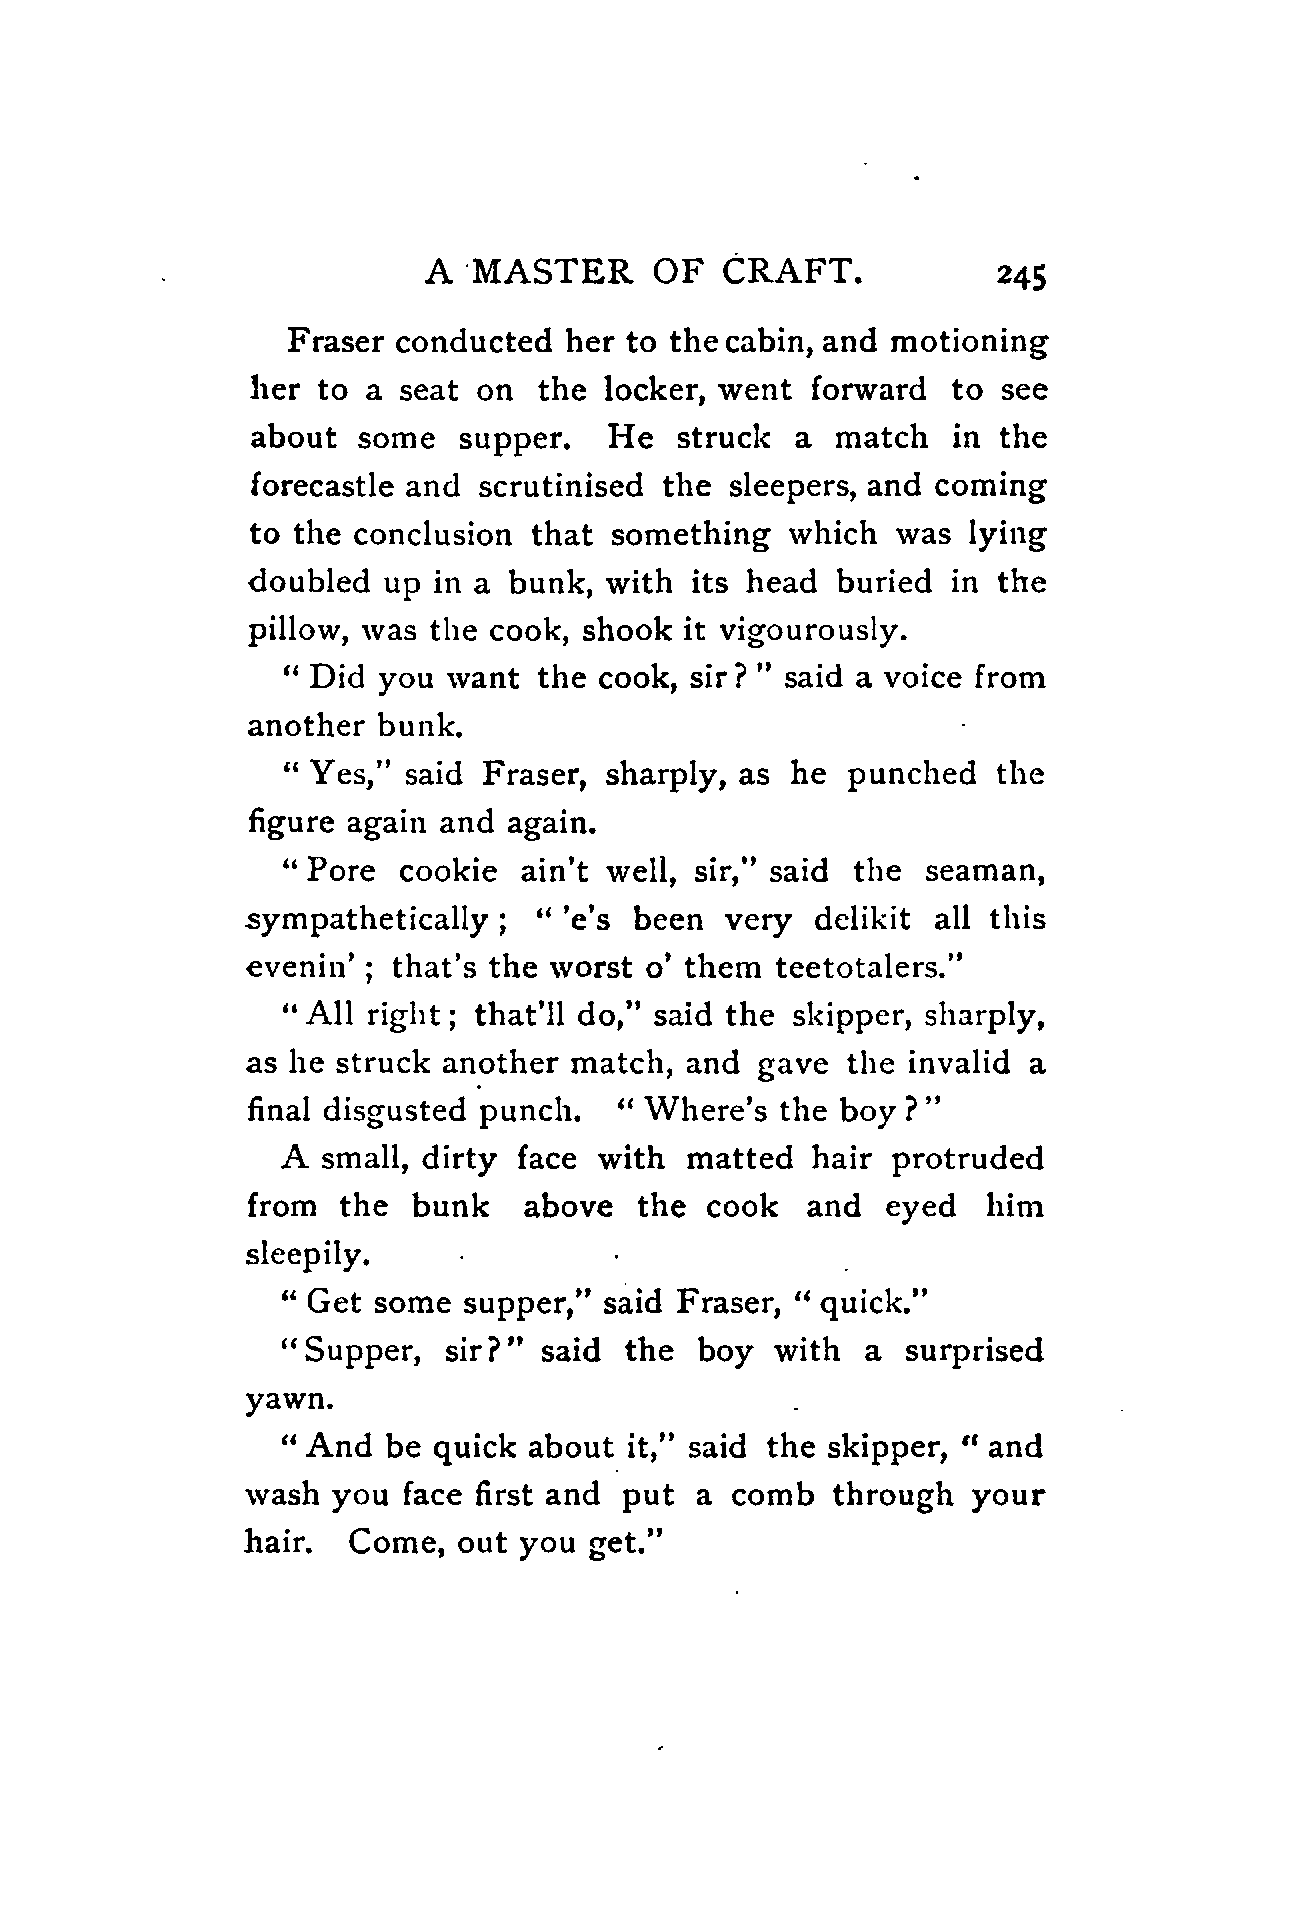 A MASTER OF CRAFT. 245
Fraser conducted her to the cabin, and motioning
her to a seat on the locker, went forward to see
about some supper. He struck a match in the
forecastle and scrutinised the sleepers, and coming
to the conclusion that something which was lying
doubled up in a bunk, with its head buried in the
pillow, was the cook, shook it vigourously.
" Did you want the cook, sir ? " said a voice from
another bunk.
" Yes," said Fraser, sharply, as he punched the
figure again and again.
" Pore cookie ain't well, sir," said the seaman,
sympathetically ; " 'e's been very delikit all this
evenin' ; that's the worst o' them teetotalers."
" All right ; that'll do," said the skipper, sharply,
as he struck another match, and gave the invalid a
final disgusted punch. " Where's the boy ? "
A small, dirty face with matted hair protruded
from the bunk above the cook and eyed him
sleepily.
" Get some supper," said Fraser, " quick."
" Supper, sir ? " said the boy with a surprised
yawn.
" And be quick about it," said the skipper, " and
wash you face first and put a comb through your
hair. Come, out you get."